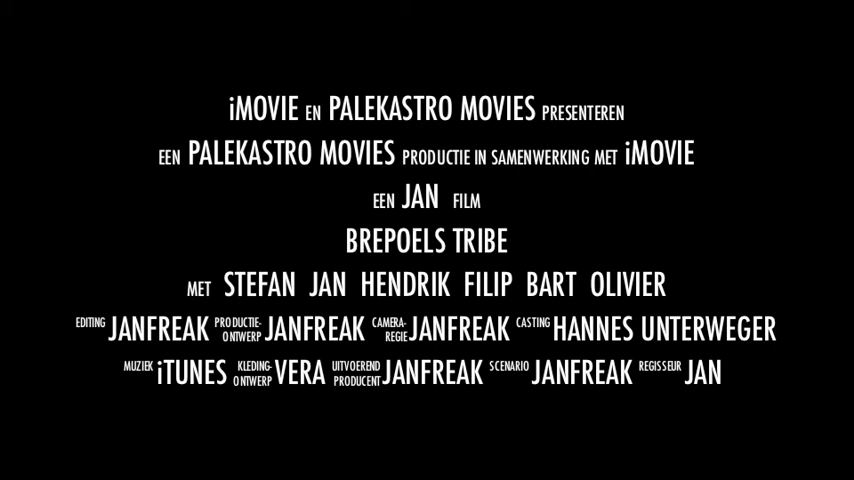 iMOVIE EN PALEKASTRO MOVIES PRESENTEREN
EEN PALEKASTRO MOVIES PRODUCTIE IN SAMENWERKING MET iMOVIE
EEN JAN FILM
BREPOELS TRIBE
MET STEFAN JAN HENDRIK FILIP BART OLIVIER
EDITING JANFREAK PRODUCTIE-ONTWERP JANFREAK CAMERA-REGIE JANFREAK CASTING HANNES UNTERWEGER
MUZIEK iTUNES KLEDING-ONTWERP VERA UITVOEREND PRODUCENT JANFREAK SCENARIO JANFREAK REGISSEUR JAN